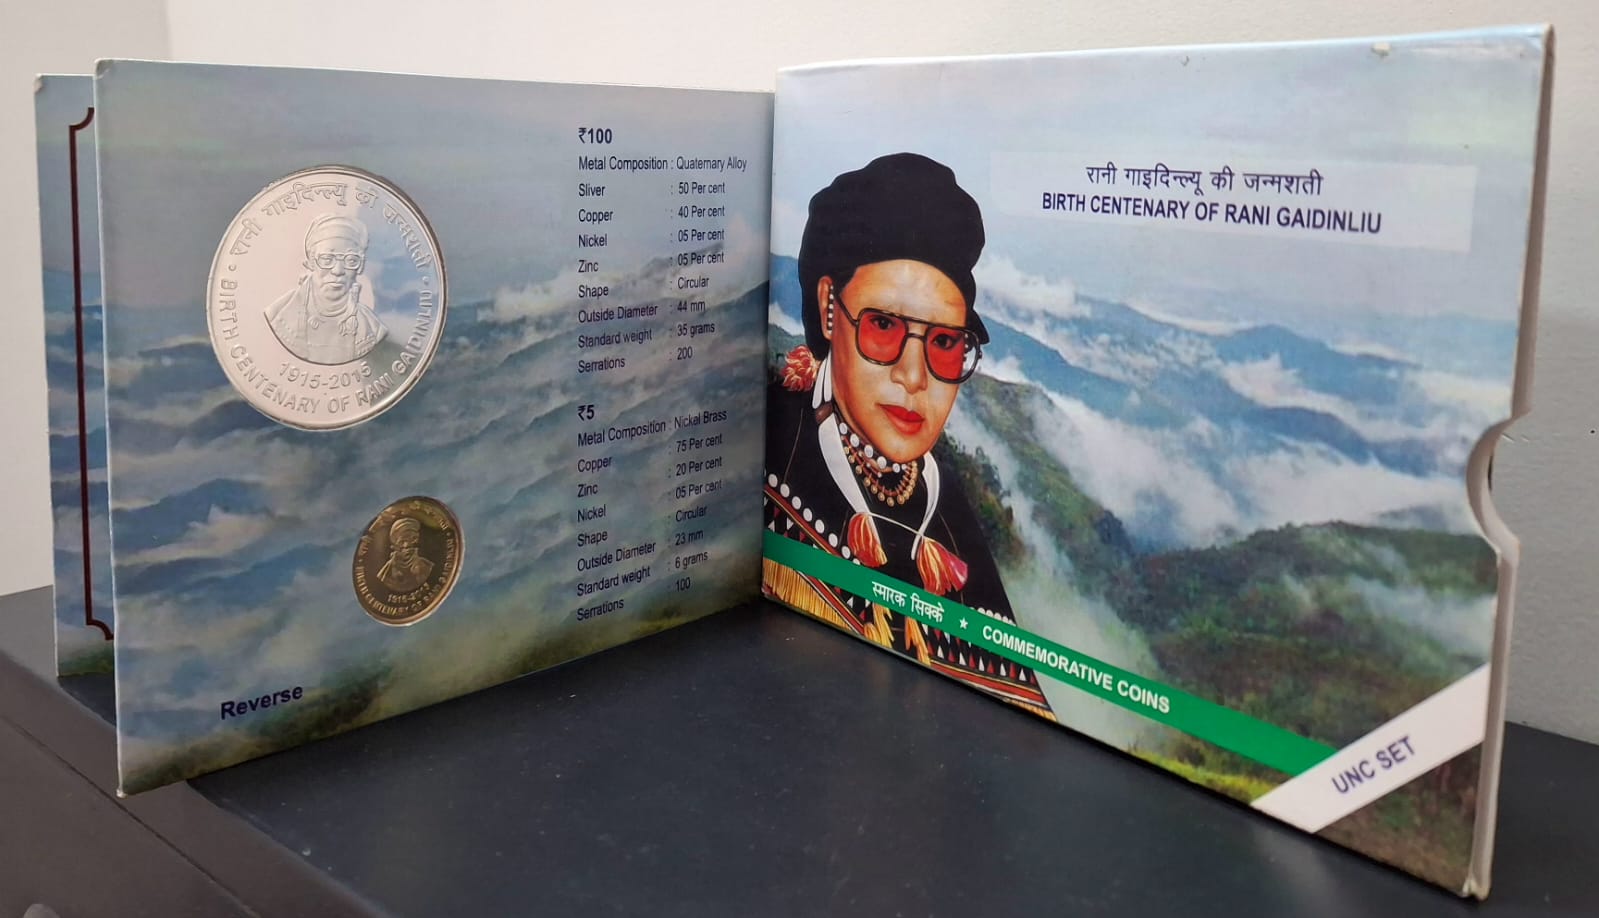 रानी गाइदिन्ल्यू की जन्मशती
1915-2015
BIRTH CENTENARY OF RANI GAIDINLIU
₹100
Metal Composition : Quaternary Alloy
Sliver : 50 Per cent
Copper : 40 Per cent
Nickel : 05 Per cent
Zinc : 05 Per cent
Shape : Circular
Outside Diameter : 44 mm
Standard weight : 35 grams
Serrations : 200
₹5
Metal Composition : Nickel Brass
Copper : 75 Per cent
Zinc : 20 Per cent
Nickel : 05 Per cent
Shape : Circular
Outside Diameter : 23 mm
Standard weight : 6 grams
Serrations : 100
1915-2015
BIRTH CENTENARY OF RANI GAIDINLIU
Reverse
रानी गाइदिन्ल्यू की जन्मशती
BIRTH CENTENARY OF RANI GAIDINLIU
स्मारक सिक्के ★ COMMEMORATIVE COINS
UNC SET